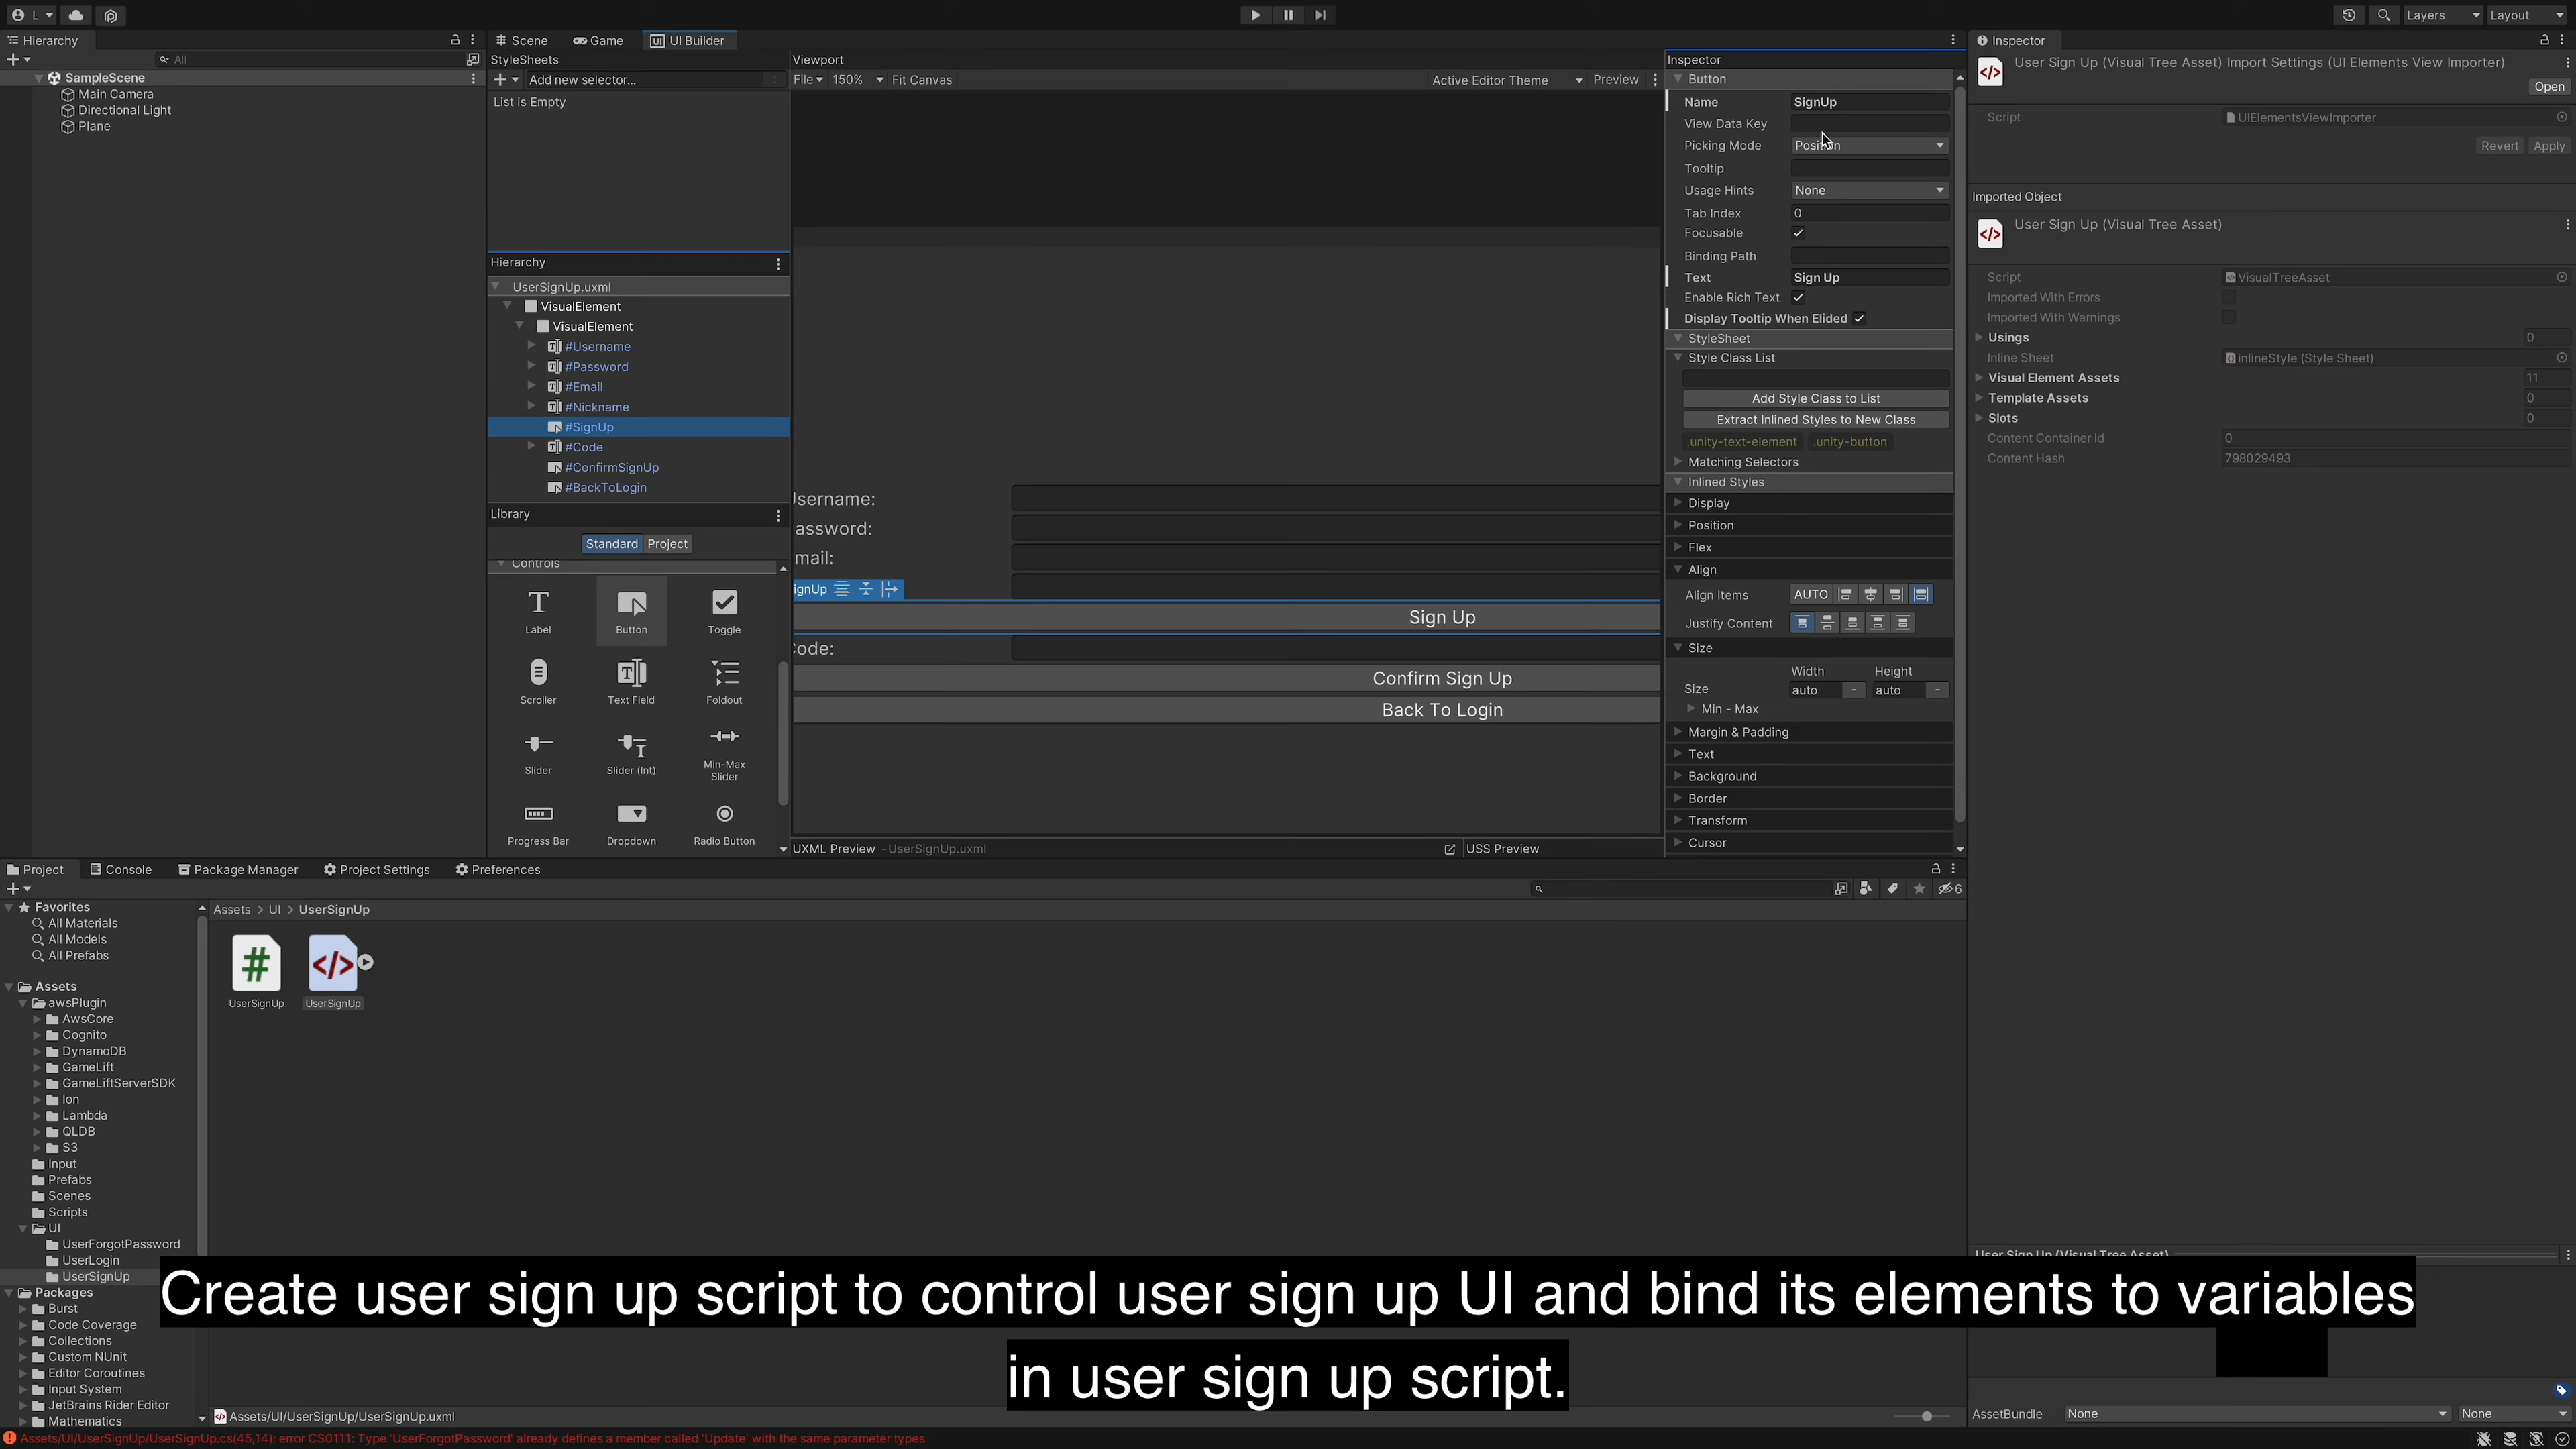 L
Layers
Layout
Hierarchy
All
SampleScene
Main Camera
Directional Light
Plane
Scene
Game
UI Builder
StyleSheets
Add new selector...
List is Empty
Hierarchy
UserSignUp.uxml
VisualElement
VisualElement
#Username
#Password
#Email
#Nickname
#SignUp
#Code
#ConfirmSignUp
#BackToLogin
Library
Standard
Project
Controls
Label
Button
Toggle
Scroller
Text Field
Foldout
Slider
Slider (Int)
Min-Max
Slider
Progress Bar
Dropdown
Radio Button
Viewport
File
150%
Fit Canvas
Active Editor Theme
Preview
Username:
Password:
Email:
SignUp
Sign Up
Code:
Confirm Sign Up
Back To Login
UXML Preview
- UserSignUp.uxml
USS Preview
Inspector
Button
Name
SignUp
View Data Key
Picking Mode
Position
Tooltip
Usage Hints
None
Tab Index
0
Focusable
Binding Path
Text
Sign Up
Enable Rich Text
Display Tooltip When Elided
StyleSheet
Style Class List
Add Style Class to List
Extract Inlined Styles to New Class
.unity-text-element
.unity-button
Matching Selectors
Inlined Styles
Display
Position
Flex
Align
Align Items
AUTO
Justify Content
Size
Width
Height
Size
auto
-
auto
-
Min - Max
Margin & Padding
Text
Background
Border
Transform
Cursor
Inspector
User Sign Up (Visual Tree Asset) Import Settings (UI Elements View Importer)
Open
Script
UIElementsViewImporter
Revert
Apply
Imported Object
User Sign Up (Visual Tree Asset)
Script
VisualTreeAsset
Imported With Errors
Imported With Warnings
Usings
0
Inline Sheet
inlineStyle (Style Sheet)
Visual Element Assets
11
Template Assets
0
Slots
0
Content Container Id
0
Content Hash
798029493
Project
Console
Package Manager
Project Settings
Preferences
6
Favorites
All Materials
All Models
All Prefabs
Assets
awsPlugin
AwsCore
Cognito
DynamoDB
GameLift
GameLiftServerSDK
Ion
Lambda
QLDB
S3
Input
Prefabs
Scenes
Scripts
UI
UserForgotPassword
UserLogin
UserSignUp
Packages
Burst
Code Coverage
Collections
Custom NUnit
Editor Coroutines
Input System
JetBrains Rider Editor
Mathematics
Assets > UI > UserSignUp
UserSignUp
UserSignUp
User Sign Up (Visual Tree Asset)
Create user sign up script to control user sign up UI and bind its elements to variables
in user sign up script.
Assets/UI/UserSignUp/UserSignUp.uxml
AssetBundle
None
None
Assets/UI/UserSignUp/UserSignUp.cs(45,14): error CS0111: Type 'UserForgotPassword' already defines a member called 'Update' with the same parameter types